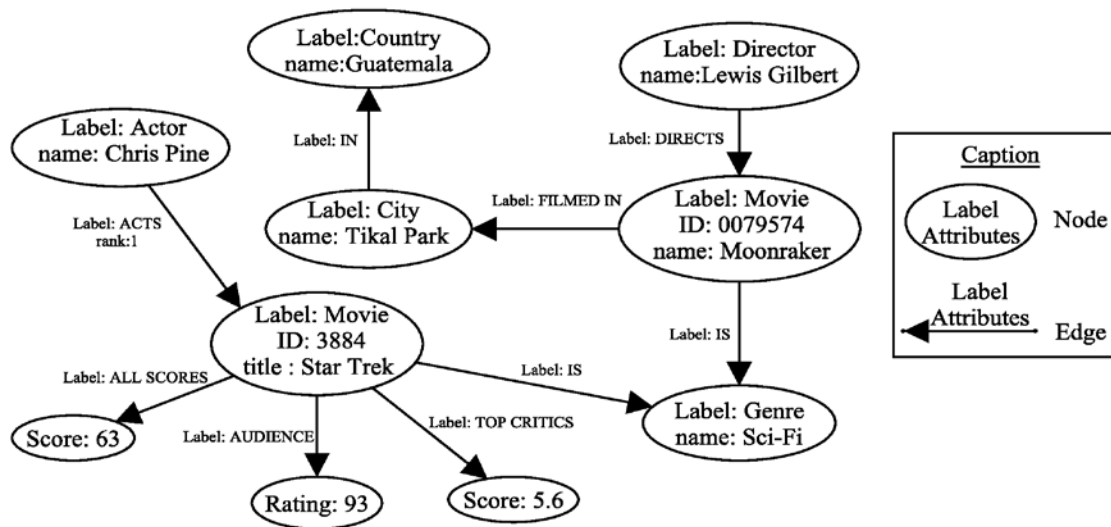 Label:Country
name:Guatemala
Label: Director
name:Lewis Gilbert
Label: Actor
name: Chris Pine
Label: IN
Label: DIRECTS
Label: ACTS
rank:1
Label: City
name: Tikal Park
Label: FILMED IN
Label: Movie
ID: 0079574
name: Moonraker
Label: Movie
ID: 3884
title : Star Trek
Label: IS
Label: ALL SCORES
Label: IS
Label: AUDIENCE
Label: TOP CRITICS
Label: Genre
name: Sci-Fi
Score: 63
Rating: 93
Score: 5.6
Caption
Label
Attributes
Node
Label
Attributes
Edge